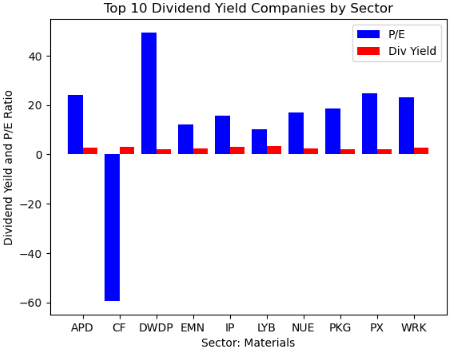 Top 10 Dividend Yield Companies by Sector
P/E
Div Yield
Dividend Yeild and P/E Ratio
40
20
0
−20
−40
−60
APD CF DWDP EMN IP LYB NUE PKG PX WRK
Sector: Materials